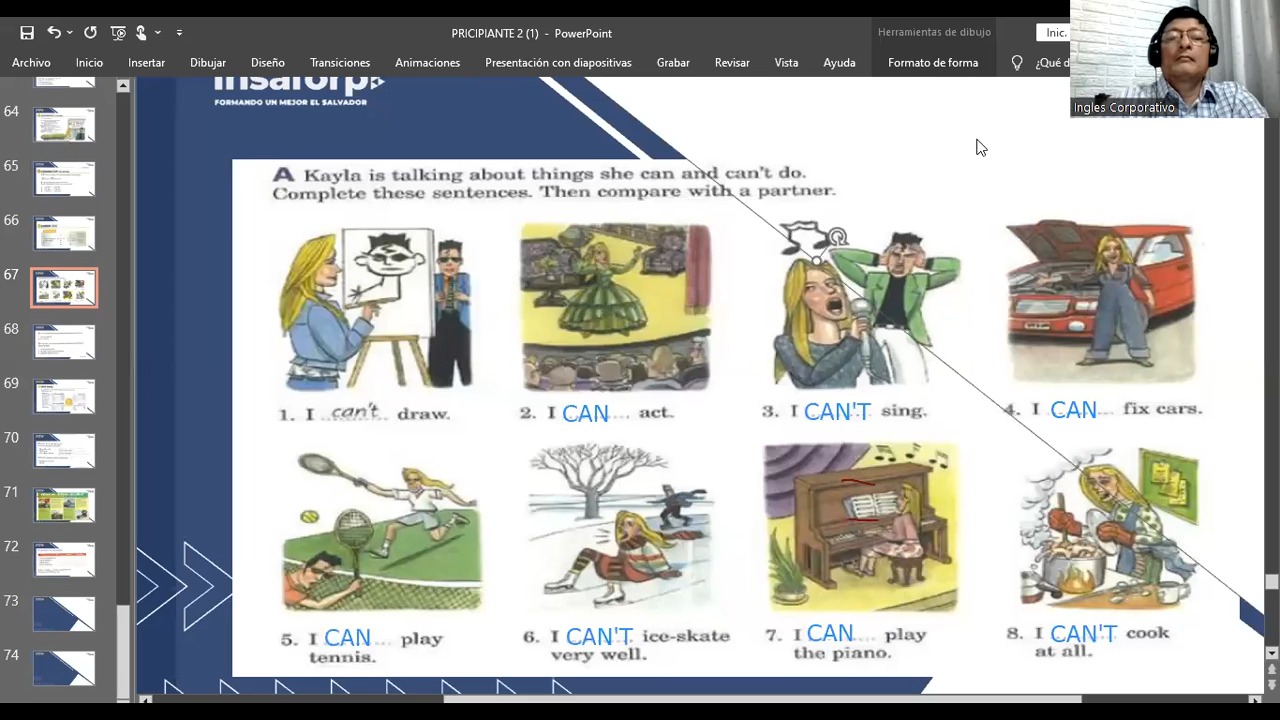 PRICIPIANTE 2 (1) - PowerPoint
Herramientas de dibujo
Inic.
Archivo Inicio Insertar Dibujar Diseño Transiciones Animaciones Presentación con diapositivas Grabar Revisar Vista Ayuda Formato de forma ¿Qué d
Ingles Corporativo
insaforp
FORMANDO UN MEJOR EL SALVADOR
64
65
66
67
68
69
70
71
72
73
74
A Kayla is talking about things she can and can't do.
Complete these sentences. Then compare with a partner.
1. I can't draw.
2. I CAN act.
3. I CAN'T sing.
4. I CAN fix cars.
5. I CAN play
tennis.
6. I CAN'T ice-skate
very well.
7. I CAN play
the piano.
8. I CAN'T cook
at all.